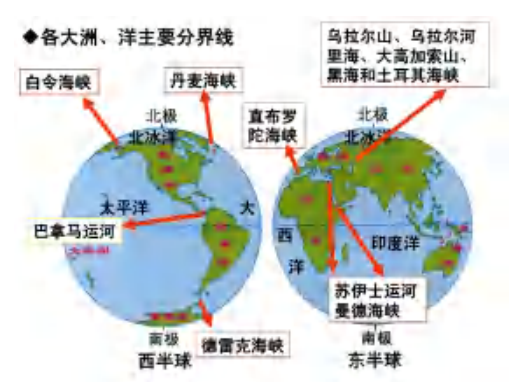 ◆各大洲、洋主要分界线
乌拉尔山、乌拉尔河
里海、大高加索山、
黑海和土耳其海峡
白令海峡
丹麦海峡
直布罗
陀海峡
北极
北冰洋
北极
北冰洋
太平洋
大
巴拿马运河
西
洋
印度洋
苏伊士运河
曼德海峡
德雷克海峡
南极
西半球
南极
东半球